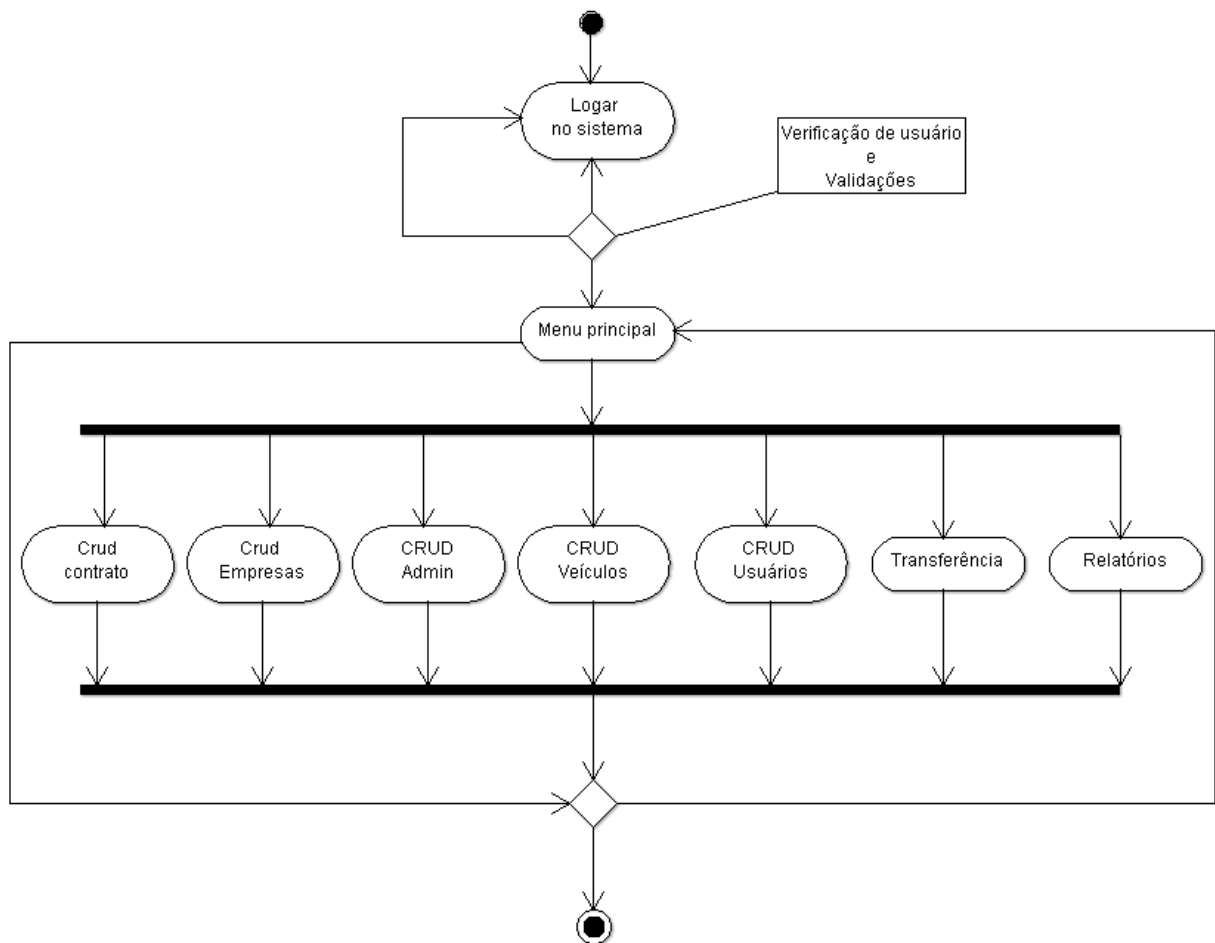 Logar
no sistema
Verificação de usuário
e
Validações
Menu principal
Crud
contrato
Crud
Empresas
CRUD
Admin
CRUD
Veículos
CRUD
Usuários
Transferência
Relatórios